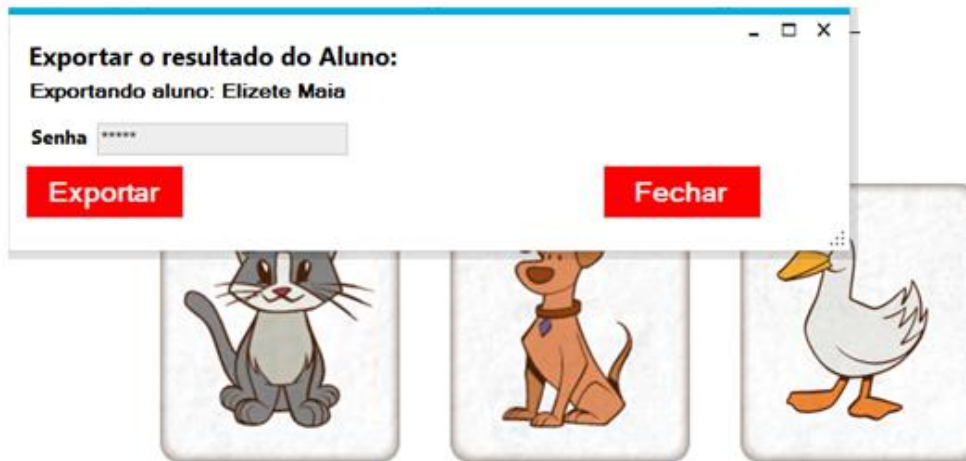 Exportar o resultado do Aluno:
Exportando aluno: Elizete Maia
Senha *****
Exportar Fechar